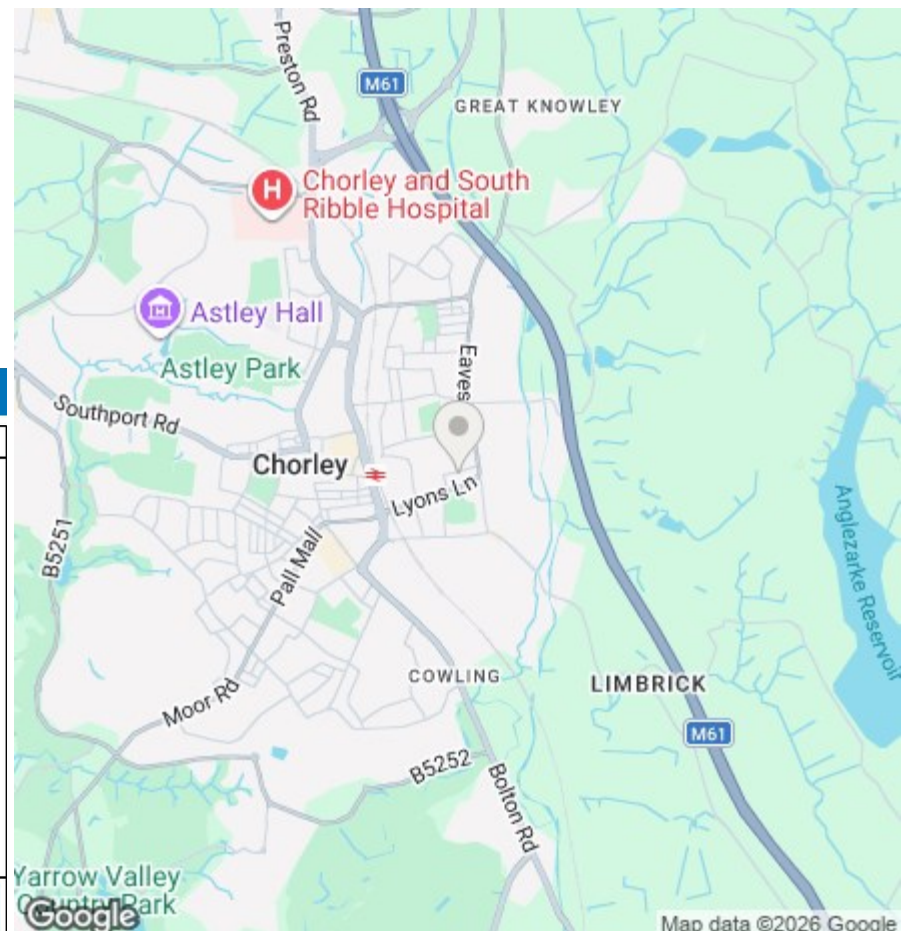 Preston Rd
M61
GREAT KNOWLEY
H
Chorley and South
Ribble Hospital
Astley Hall
Astley Park
Eaves
Southport Rd
Chorley
Lyons Ln
Anglezarke Reservoir
B5251
Pall Mall
COWLING
LIMBRICK
Moor Rd
M61
B5252
Bolton Rd
Yarrow Valley
Country Park
Google
Map data ©2026 Google